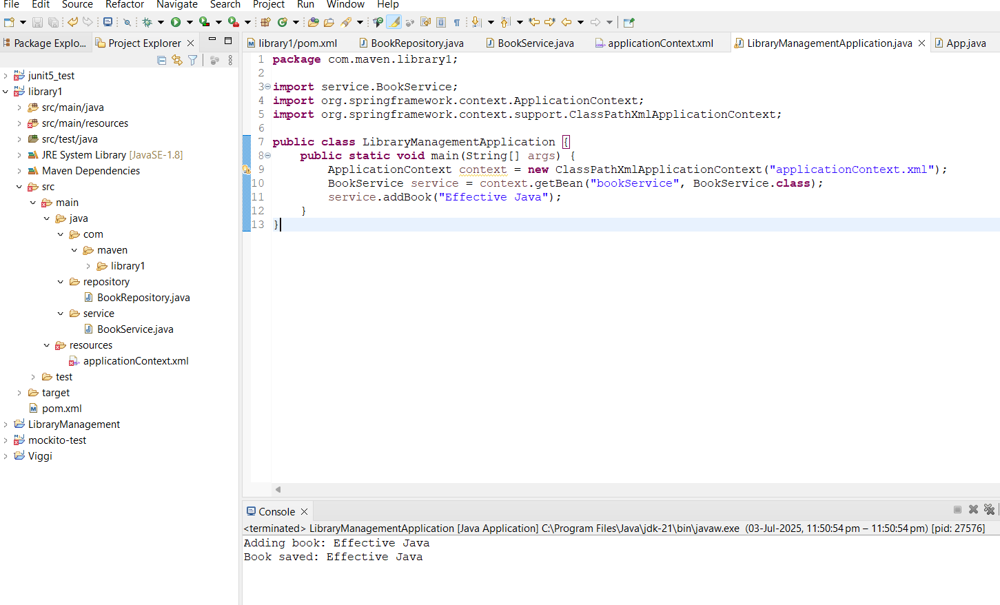 File Edit Source Refactor Navigate Search Project Run Window Help
Package Explo... Project Explorer
junit5_test
library1
src/main/java
src/main/resources
src/test/java
JRE System Library [JavaSE-1.8]
Maven Dependencies
src
main
java
com
maven
library1
repository
BookRepository.java
service
BookService.java
resources
applicationContext.xml
test
target
pom.xml
LibraryManagement
mockito-test
Viggi
library1/pom.xml BookRepository.java BookService.java applicationContext.xml LibraryManagementApplication.java App.java
1 package com.maven.library1;
2
3 import service.BookService;
4 import org.springframework.context.ApplicationContext;
5 import org.springframework.context.support.ClassPathXmlApplicationContext;
6
7 public class LibraryManagementApplication {
8 public static void main(String[] args) {
9 ApplicationContext context = new ClassPathXmlApplicationContext("applicationContext.xml");
10 BookService service = context.getBean("bookService", BookService.class);
11 service.addBook("Effective Java");
12 }
13 }
Console
<terminated> LibraryManagementApplication [Java Application] C:\Program Files\Java\jdk-21\bin\javaw.exe (03-Jul-2025, 11:50:54 pm – 11:50:54 pm) [pid: 27576]
Adding book: Effective Java
Book saved: Effective Java